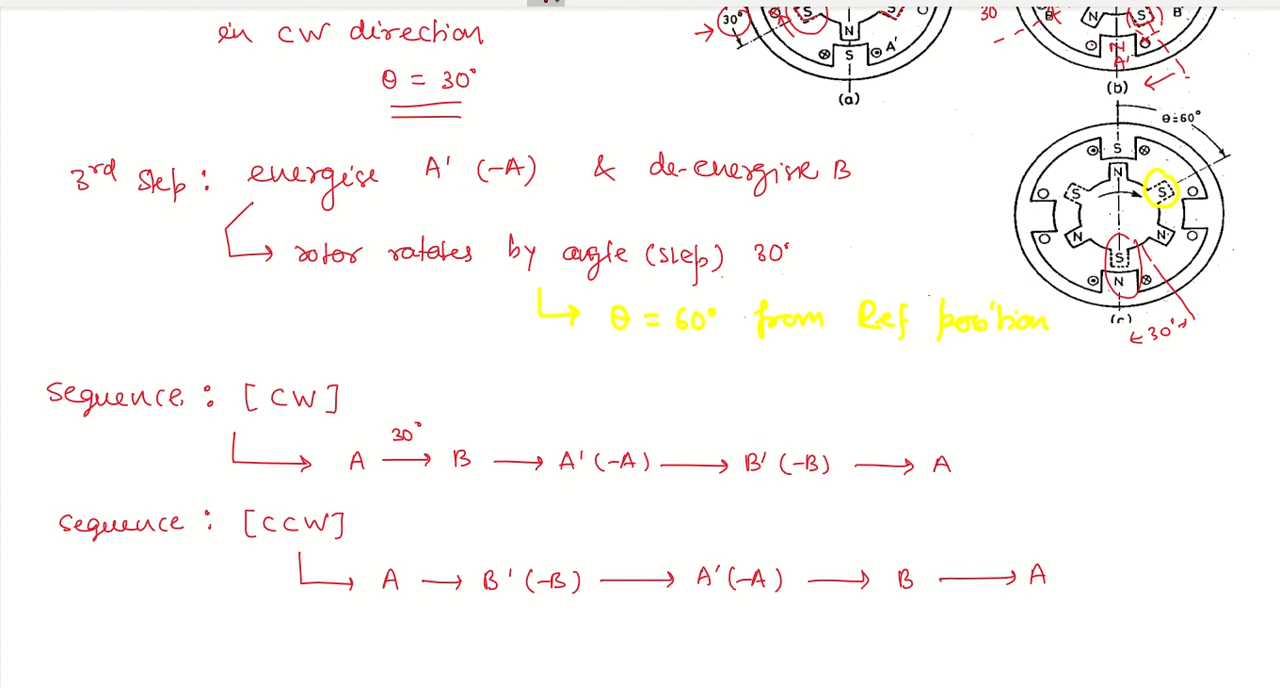 in CW direction
θ = 30°
3rd step : energise A' (-A) & de-energise B
rotor rotates by angle (step) 30°
θ = 60° from Ref position
sequence : [CW]
30°
A → B → A'(-A) → B'(-B) → A
sequence : [CCW]
A → B'(-B) → A'(-A) → B → A
→ 30°
S
S
N
S
A'
(a)
30
B
N
S
B'
N
A'
(b)
θ=60°
S
N
S
S
N
N
S
N
(c)
← 30°